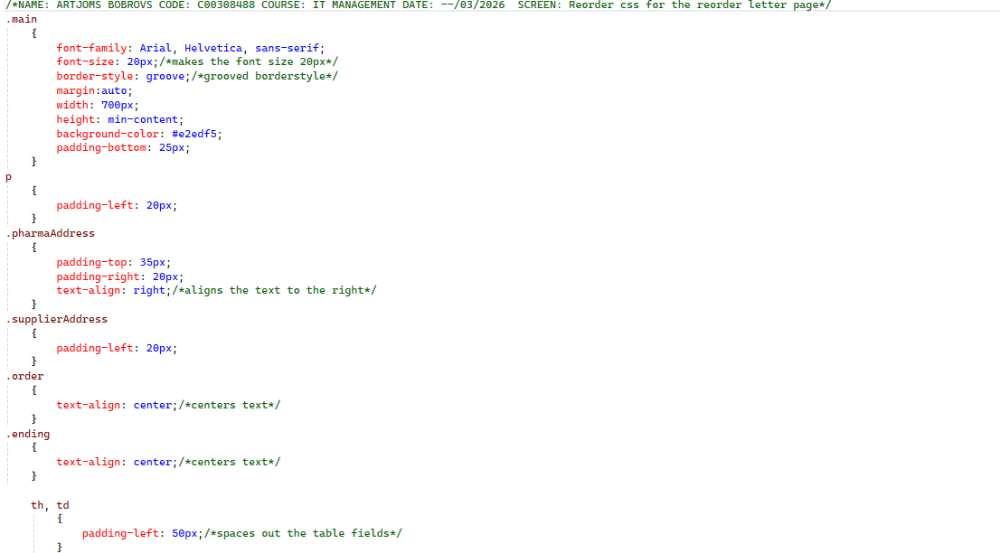 /*NAME: ARTJOMS BOBROVS CODE: C00308488 COURSE: IT MANAGEMENT DATE: --/03/2026  SCREEN: Reorder css for the reorder letter page*/
.main
    {
        font-family: Arial, Helvetica, sans-serif;
        font-size: 20px;/*makes the font size 20px*/
        border-style: groove;/*grooved borderstyle*/
        margin:auto;
        width: 700px;
        height: min-content;
        background-color: #e2edf5;
        padding-bottom: 25px;
    }
p
    {
        padding-left: 20px;
    }
.pharmaAddress
    {
        padding-top: 35px;
        padding-right: 20px;
        text-align: right;/*aligns the text to the right*/
    }
.supplierAddress
    {
        padding-left: 20px;
    }
.order
    {
        text-align: center;/*centers text*/
    }
.ending
    {
        text-align: center;/*centers text*/
    }

    th, td
        {
            padding-left: 50px;/*spaces out the table fields*/
        }